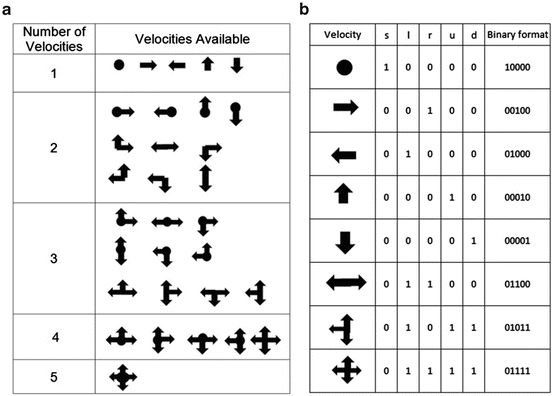 a
Number of Velocities Velocities Available
1
2
3
4
5
b
Velocity s l r u d Binary format
1 0 0 0 0 10000
0 0 1 0 0 00100
0 1 0 0 0 01000
0 0 0 1 0 00010
0 0 0 0 1 00001
0 1 1 0 0 01100
0 1 0 1 1 01011
0 1 1 1 1 01111